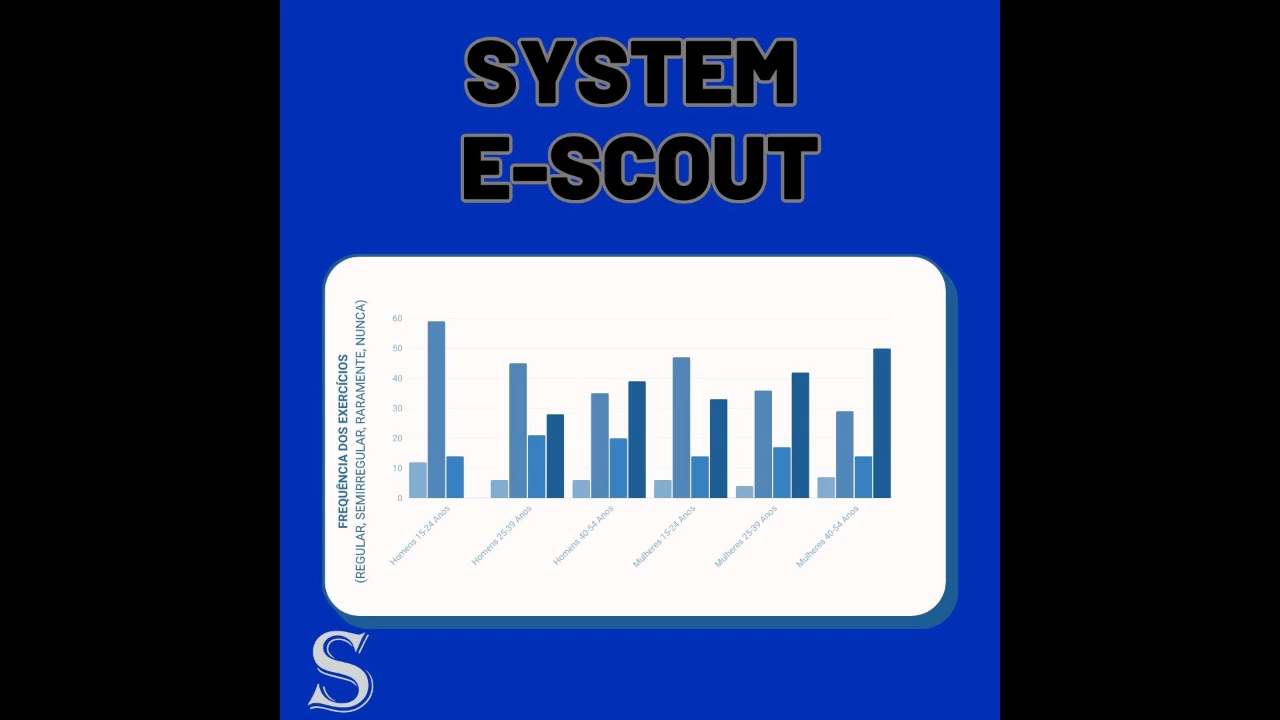 SYSTEM
E-SCOUT
FREQUÊNCIA DOS EXERCÍCIOS
(REGULAR, SEMIRREGULAR, RARAMENTE, NUNCA)
60
50
40
30
20
10
0
Homens 15-24 Anos
Homens 25-39 Anos
Homens 40-54 Anos
Mulheres 15-24 Anos
Mulheres 25-39 Anos
Mulheres 40-54 Anos
S